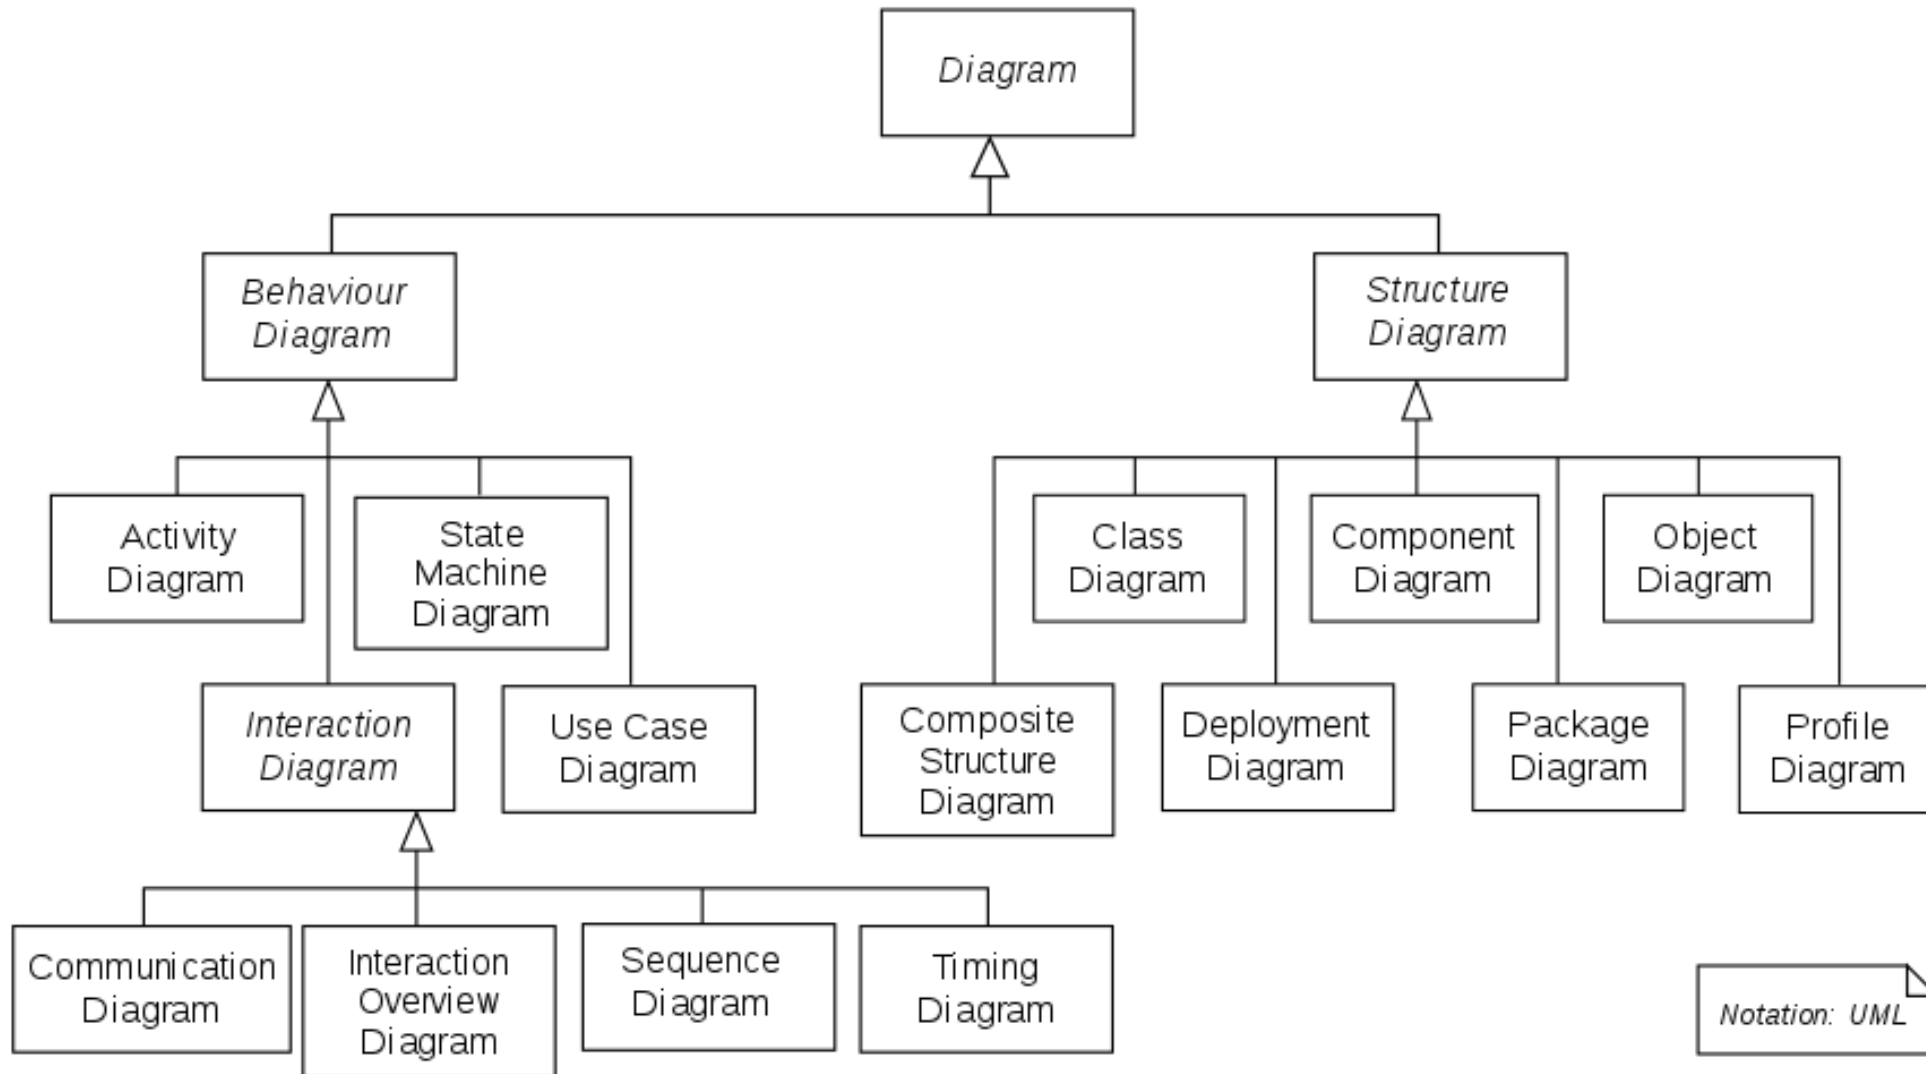 Diagram
Behaviour
Diagram
Structure
Diagram
Activity
Diagram
State
Machine
Diagram
Class
Diagram
Component
Diagram
Object
Diagram
Interaction
Diagram
Use Case
Diagram
Composite
Structure
Diagram
Deployment
Diagram
Package
Diagram
Profile
Diagram
Communication
Diagram
Interaction
Overview
Diagram
Sequence
Diagram
Timing
Diagram
Notation: UML